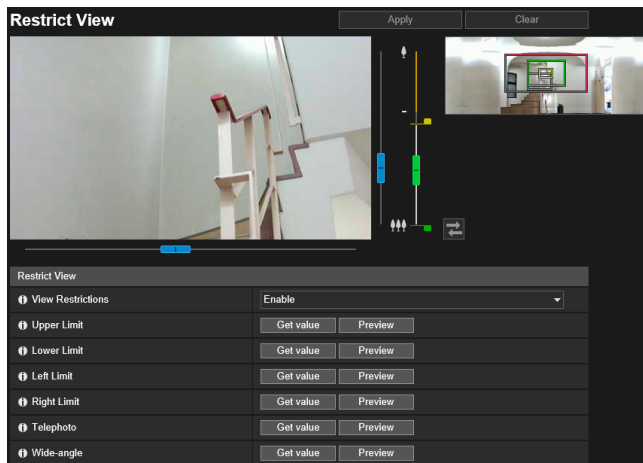 Restrict View
Apply
Clear
Restrict View
View Restrictions
Enable
Upper Limit
Get value
Preview
Lower Limit
Get value
Preview
Left Limit
Get value
Preview
Right Limit
Get value
Preview
Telephoto
Get value
Preview
Wide-angle
Get value
Preview